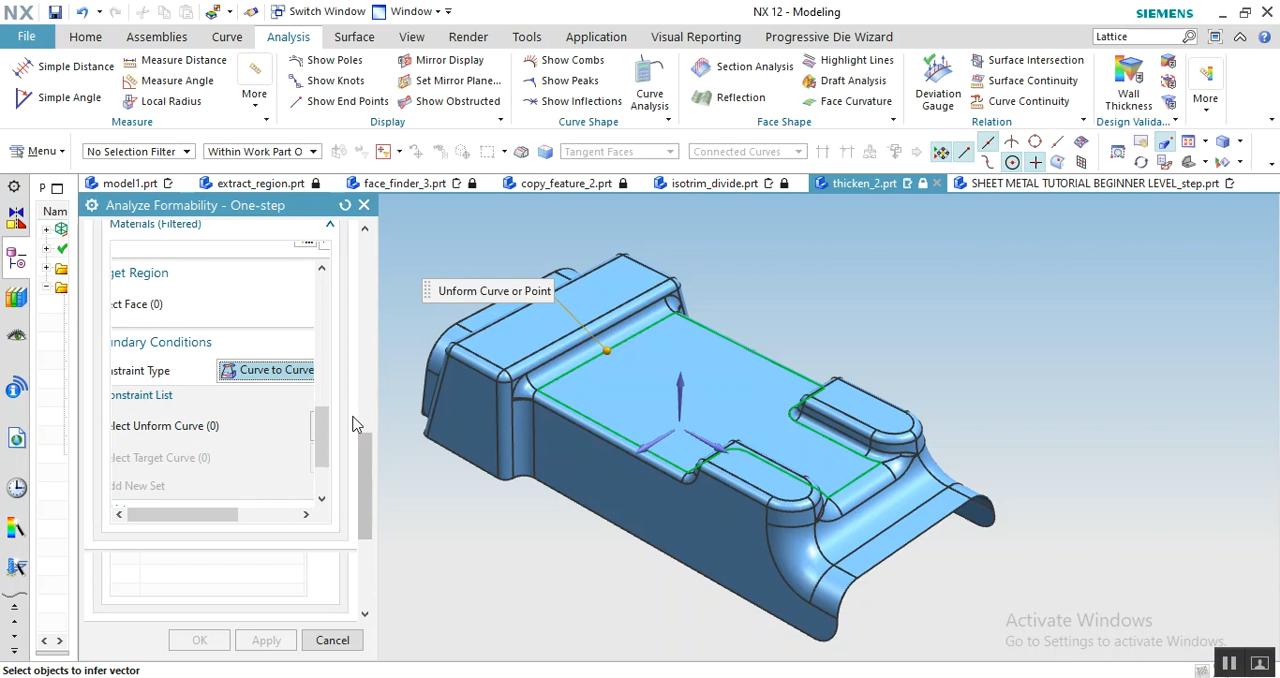 NX
Switch Window
Window
NX 12 - Modeling
SIEMENS
File
Home
Assemblies
Curve
Analysis
Surface
View
Render
Tools
Application
Visual Reporting
Progressive Die Wizard
Lattice
Simple Distance
Measure Distance
Measure Angle
Simple Angle
Local Radius
More
Measure
Show Poles
Mirror Display
Show Knots
Set Mirror Plane...
Show End Points
Show Obstructed
Display
Show Combs
Show Peaks
Show Inflections
Curve Analysis
Curve Shape
Section Analysis
Highlight Lines
Draft Analysis
Reflection
Face Curvature
Face Shape
Deviation Gauge
Surface Intersection
Surface Continuity
Curve Continuity
Relation
Wall Thickness
Design Valida...
More
Menu
No Selection Filter
Within Work Part O
Tangent Faces
Connected Curves
model1.prt
extract_region.prt
face_finder_3.prt
copy_feature_2.prt
isotrim_divide.prt
thicken_2.prt
SHEET METAL TUTORIAL BEGINNER LEVEL_step.prt
P
Nam
Analyze Formability - One-step
Materials (Filtered)
get Region
ct Face (0)
undary Conditions
nstraint Type
Curve to Curve
onstraint List
lect Unform Curve (0)
lect Target Curve (0)
dd New Set
OK
Apply
Cancel
Unform Curve or Point
Activate Windows
Go to Settings to activate Windows.
Select objects to infer vector